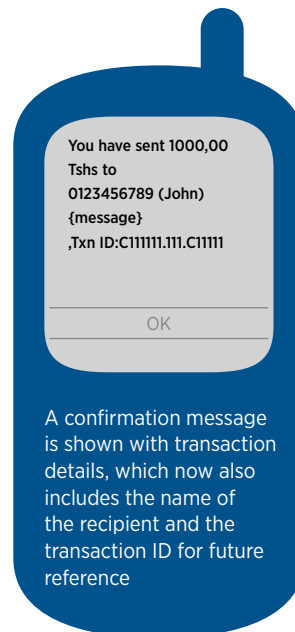 You have sent 1000,00
Tshs to
0123456789 (John)
{message}
,Txn ID:C111111.111.C11111
OK
A confirmation message
is shown with transaction
details, which now also
includes the name of
the recipient and the
transaction ID for future
reference